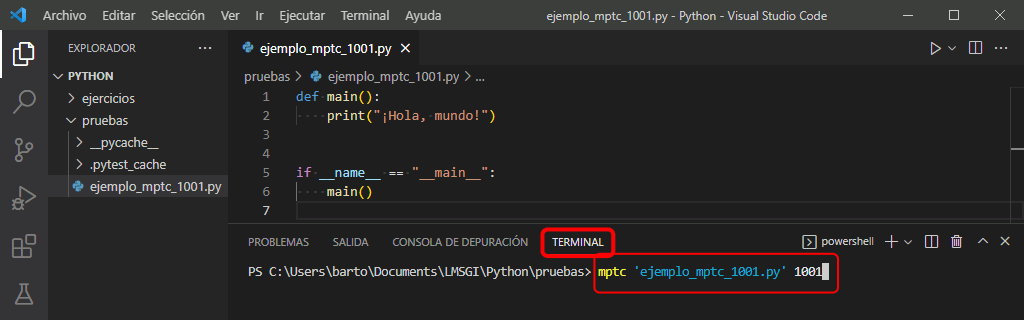 Archivo Editar Selección Ver Ir Ejecutar Terminal Ayuda ejemplo_mptc_1001.py - Python - Visual Studio Code
EXPLORADOR ···
PYTHON
ejercicios
pruebas
__pycache__
.pytest_cache
ejemplo_mptc_1001.py
ejemplo_mptc_1001.py
pruebas > ejemplo_mptc_1001.py > ...
1 def main():
2 print("¡Hola, mundo!")
3
4
5 if __name__ == "__main__":
6 main()
7
PROBLEMAS SALIDA CONSOLA DE DEPURACIÓN TERMINAL powershell
PS C:\Users\barto\Documents\LMSGI\Python\pruebas> mptc 'ejemplo_mptc_1001.py' 1001